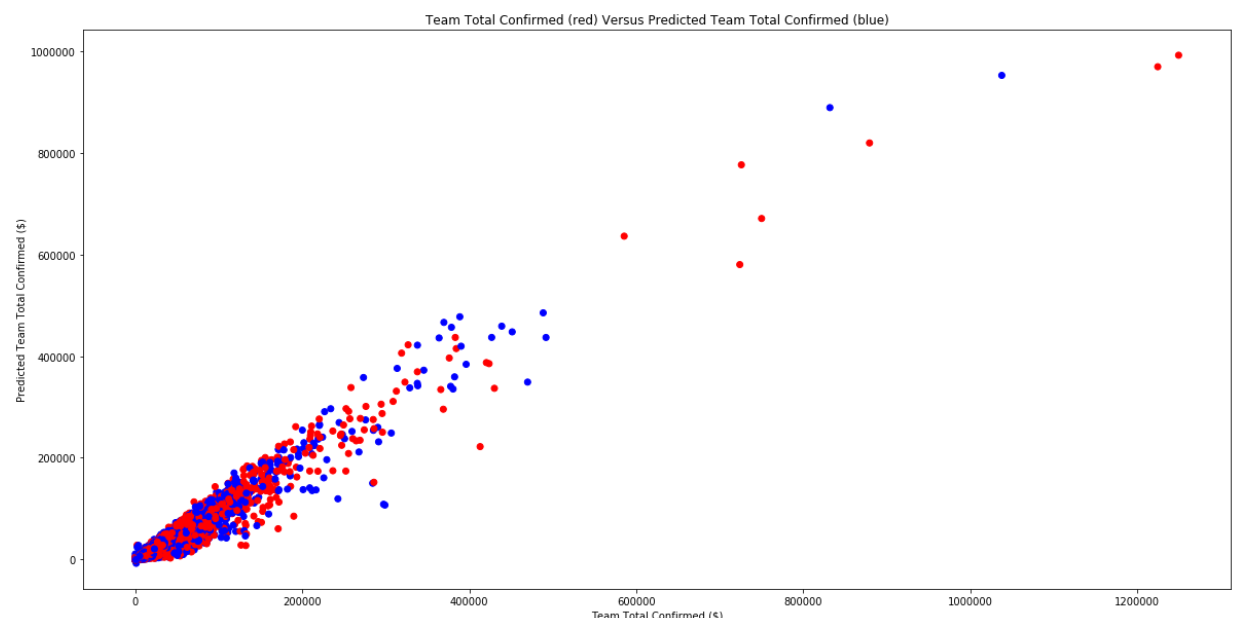 Team Total Confirmed (red) Versus Predicted Team Total Confirmed (blue)
Predicted Team Total Confirmed ($)
1000000
800000
600000
400000
200000
0
0 200000 400000 600000 800000 1000000 1200000
Team Total Confirmed ($)